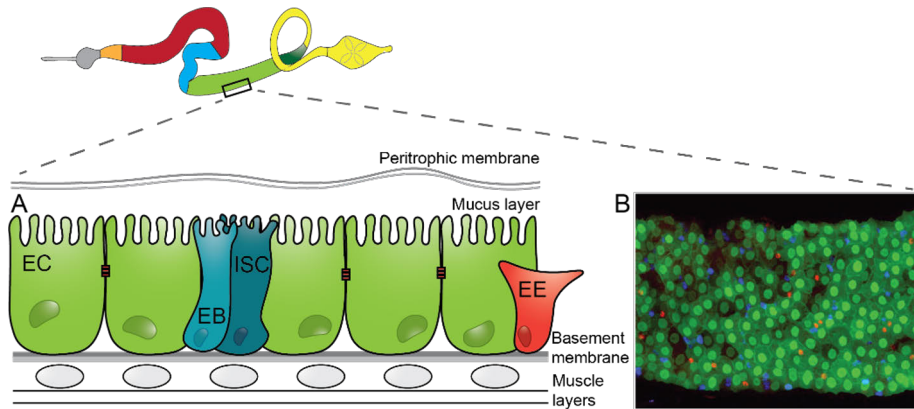 Peritrophic membrane
A
Mucus layer
B
EC
ISC
EB
EE
Basement
membrane
Muscle
layers